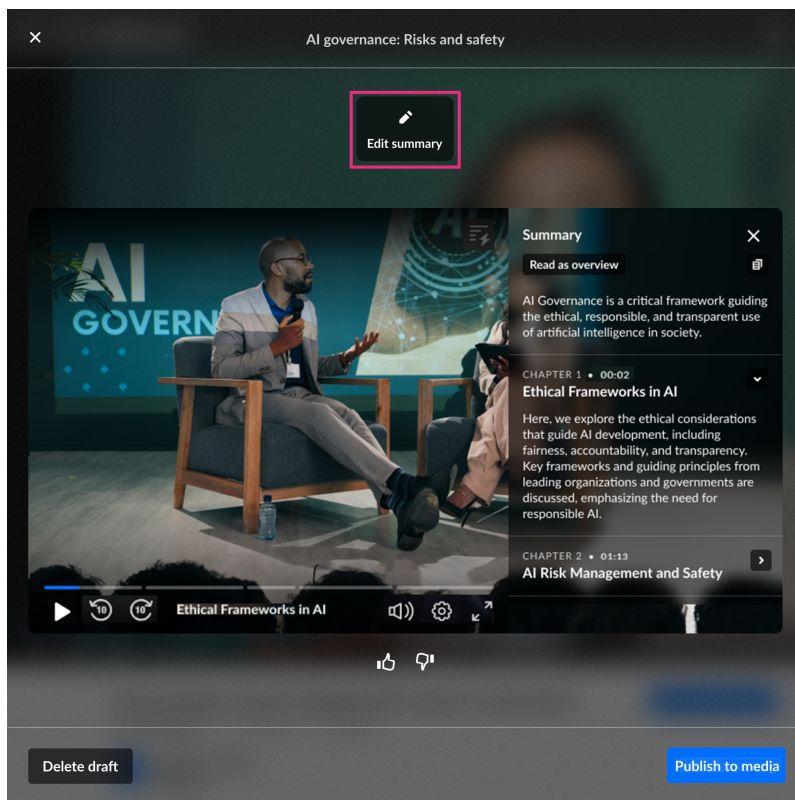 AI governance: Risks and safety
Edit summary
AI
GOVERN
AI
Summary
Read as overview
AI Governance is a critical framework guiding
the ethical, responsible, and transparent use
of artificial intelligence in society.
CHAPTER 1 • 00:02
Ethical Frameworks in AI
Here, we explore the ethical considerations
that guide AI development, including
fairness, accountability, and transparency.
Key frameworks and guiding principles from
leading organizations and governments are
discussed, emphasizing the need for
responsible AI.
CHAPTER 2 • 01:13
AI Risk Management and Safety
10
10
Ethical Frameworks in AI
Delete draft
Publish to media